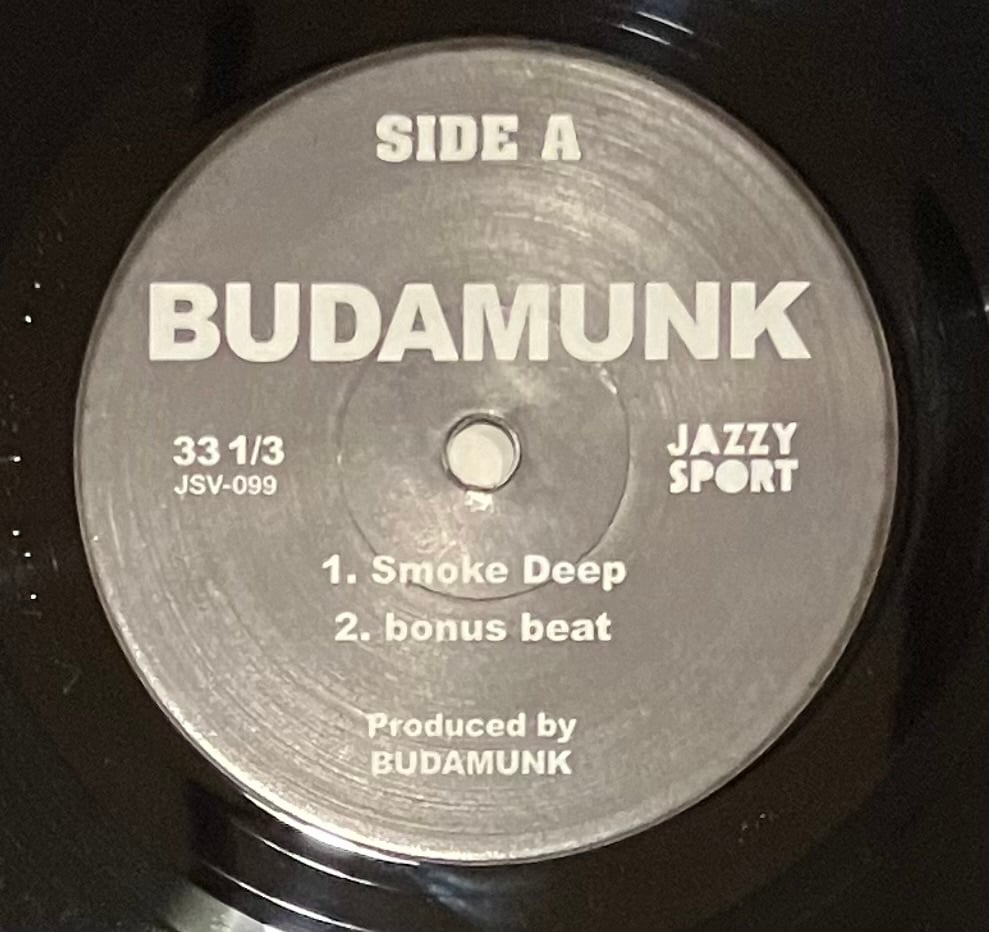 SIDE A
BUDAMUNK
33 1/3
JSV-099
JAZZY
SPORT
1. Smoke Deep
2. bonus beat
Produced by
BUDAMUNK